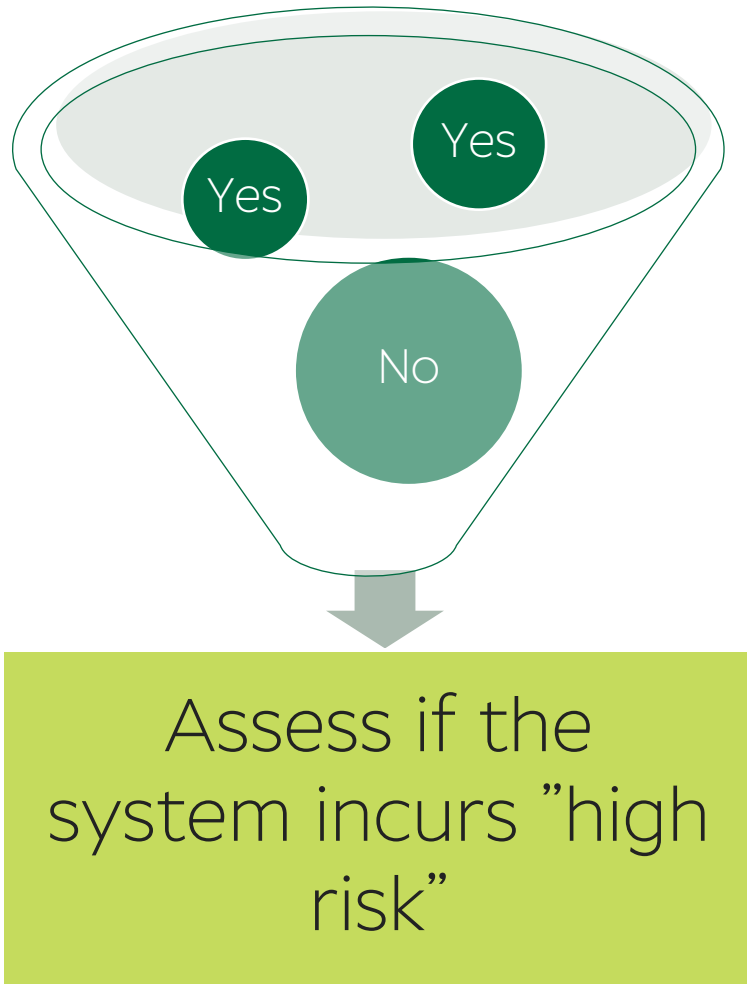 Yes
Yes
No
Assess if the
system incurs ”high
risk”